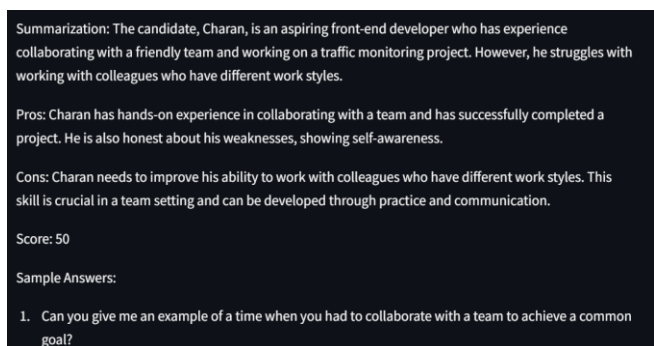 Summarization: The candidate, Charan, is an aspiring front-end developer who has experience
collaborating with a friendly team and working on a traffic monitoring project. However, he struggles with
working with colleagues who have different work styles.
Pros: Charan has hands-on experience in collaborating with a team and has successfully completed a
project. He is also honest about his weaknesses, showing self-awareness.
Cons: Charan needs to improve his ability to work with colleagues who have different work styles. This
skill is crucial in a team setting and can be developed through practice and communication.
Score: 50
Sample Answers:
1. Can you give me an example of a time when you had to collaborate with a team to achieve a common
goal?